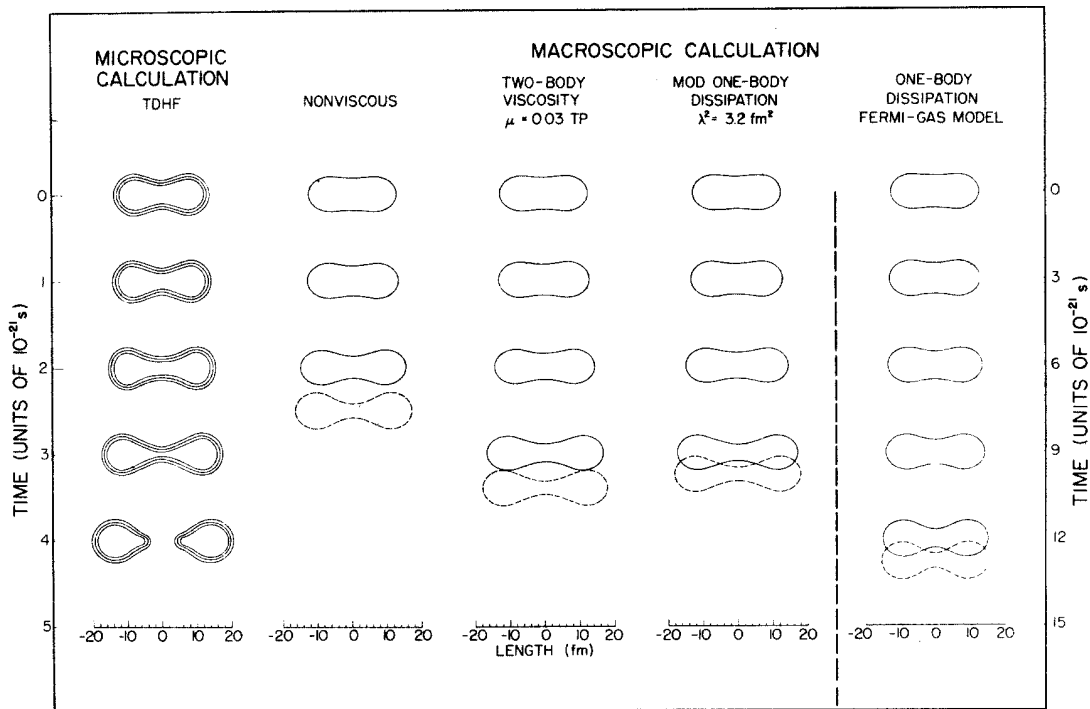 MICROSCOPIC
CALCULATION
TDHF
MACROSCOPIC CALCULATION
NONVISCOUS
TWO-BODY
VISCOSITY
μ = 0.03 TP
MOD ONE-BODY
DISSIPATION
λ² = 3.2 fm²
ONE-BODY
DISSIPATION
FERMI-GAS MODEL
TIME (UNITS OF 10⁻²¹ s)
0
1
2
3
4
5
0
3
6
9
12
15
TIME (UNITS OF 10⁻²¹ s)
-20 -10 0 10 20
-20 -10 0 10 20
-20 -10 0 10 20
-20 -10 0 10 20
-20 -10 0 10 20
LENGTH (fm)